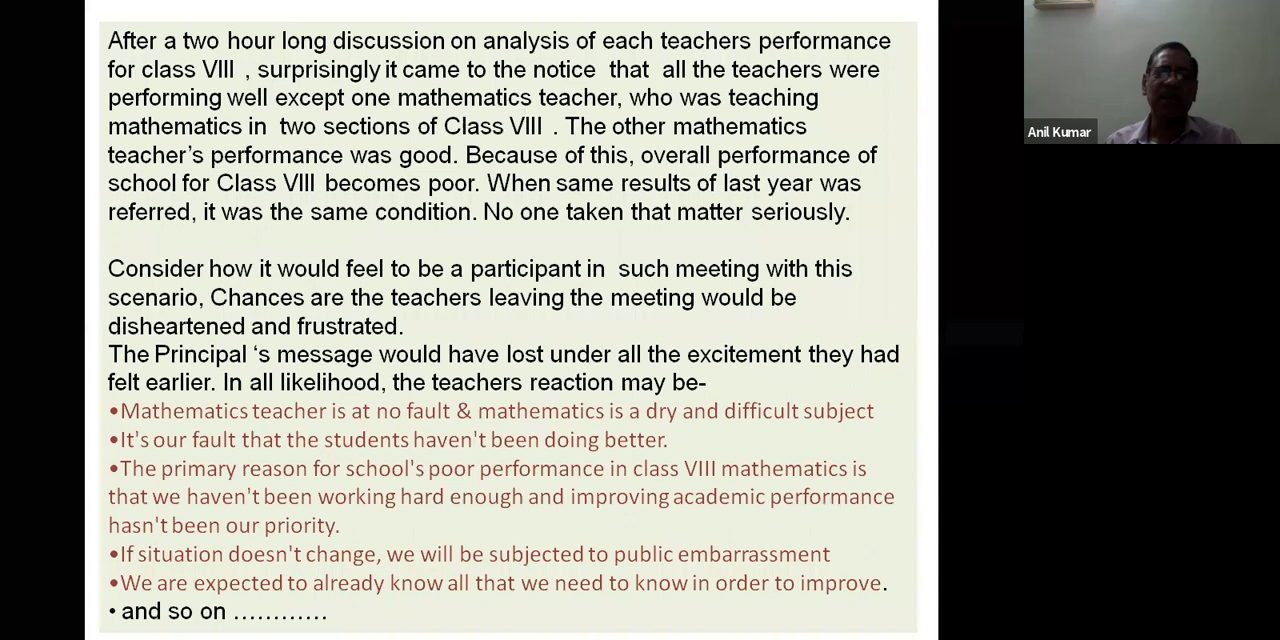 After a two hour long discussion on analysis of each teachers performance
for class VIII , surprisingly it came to the notice that all the teachers were
performing well except one mathematics teacher, who was teaching
mathematics in two sections of Class VIII . The other mathematics
teacher’s performance was good. Because of this, overall performance of
school for Class VIII becomes poor. When same results of last year was
referred, it was the same condition. No one taken that matter seriously.
Consider how it would feel to be a participant in such meeting with this
scenario, Chances are the teachers leaving the meeting would be
disheartened and frustrated.
The Principal ‘s message would have lost under all the excitement they had
felt earlier. In all likelihood, the teachers reaction may be-
•Mathematics teacher is at no fault & mathematics is a dry and difficult subject
•It's our fault that the students haven't been doing better.
•The primary reason for school's poor performance in class VIII mathematics is
that we haven't been working hard enough and improving academic performance
hasn't been our priority.
•If situation doesn't change, we will be subjected to public embarrassment
•We are expected to already know all that we need to know in order to improve.
• and so on …………
Anil Kumar